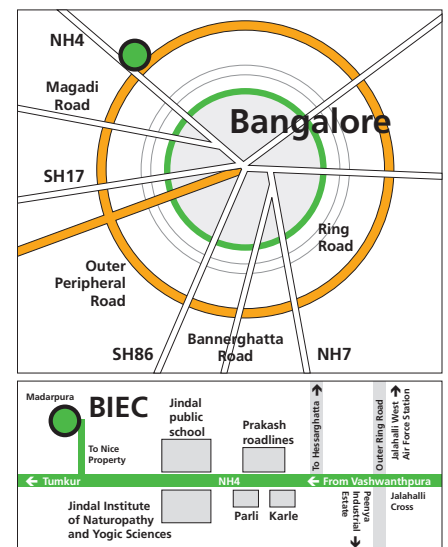 NH4
Magadi
Road
Bangalore
SH17
Ring
Road
Outer
Peripheral
Road
Bannerghatta
Road
SH86
NH7
Madarpura
BIEC
Jindal
public
school
Prakash
roadlines
To Hessarghatta →
Outer Ring Road
Jalahalli West →
Air Force Station
To Nice
Property
← Tumkur
NH4
← From Vashwanthpura
Jindal Institute
of Naturopathy
and Yogic Sciences
Parli
Karle
← Peenya
Industrial
Estate
Jalahalli
Cross